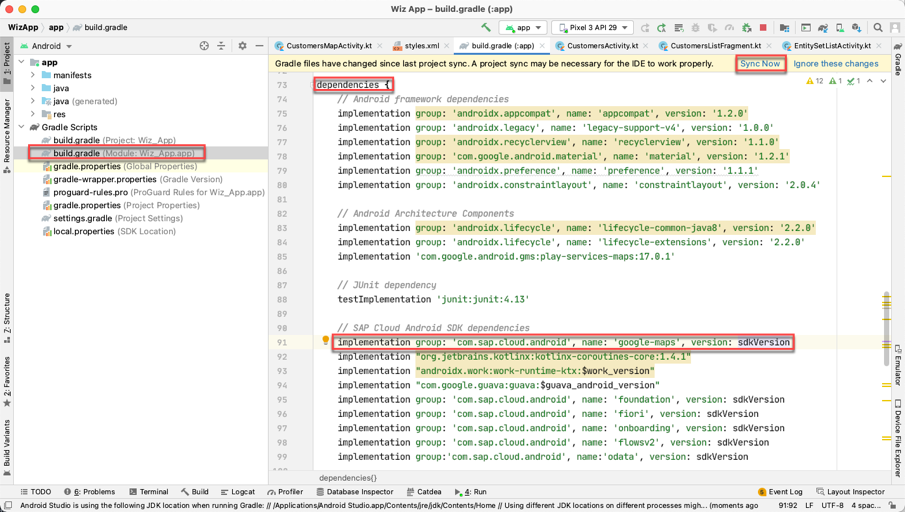 Wiz App – build.gradle (:app)
WizApp app build.gradle
app Pixel 3 API 29
Android
CustomersMapActivity.kt styles.xml build.gradle (:app) CustomersActivity.kt CustomersListFragment.kt EntitySetListActivity.kt
Gradle files have changed since last project sync. A project sync may be necessary for the IDE to work properly. Sync Now Ignore these changes
12 1 1
1: Project
Resource Manager
7: Structure
2: Favorites
Build Variants
app
manifests
java
java (generated)
res
Gradle Scripts
build.gradle (Project: Wiz_App)
build.gradle (Module: Wiz_App.app)
gradle.properties (Global Properties)
gradle-wrapper.properties (Gradle Version)
proguard-rules.pro (ProGuard Rules for Wiz_App.app)
gradle.properties (Project Properties)
settings.gradle (Project Settings)
local.properties (SDK Location)
73 dependencies {
74 // Android framework dependencies
75 implementation group: 'androidx.appcompat', name: 'appcompat', version: '1.2.0'
76 implementation group: 'androidx.legacy', name: 'legacy-support-v4', version: '1.0.0'
77 implementation group: 'androidx.recyclerview', name: 'recyclerview', version: '1.1.0'
78 implementation group: 'com.google.android.material', name: 'material', version: '1.2.1'
79 implementation group: 'androidx.preference', name: 'preference', version: '1.1.1'
80 implementation group: 'androidx.constraintlayout', name: 'constraintlayout', version: '2.0.4'
81
82 // Android Architecture Components
83 implementation group: 'androidx.lifecycle', name: 'lifecycle-common-java8', version: '2.2.0'
84 implementation group: 'androidx.lifecycle', name: 'lifecycle-extensions', version: '2.2.0'
85 implementation 'com.google.android.gms:play-services-maps:17.0.1'
86
87 // JUnit dependency
88 testImplementation 'junit:junit:4.13'
89
90 // SAP Cloud Android SDK dependencies
91 implementation group: 'com.sap.cloud.android', name: 'google-maps', version: sdkVersion
92 implementation "org.jetbrains.kotlinx:kotlinx-coroutines-core:1.4.1"
93 implementation "androidx.work:work-runtime-ktx:$work_version"
94 implementation "com.google.guava:guava:$guava_android_version"
95 implementation group: 'com.sap.cloud.android', name: 'foundation', version: sdkVersion
96 implementation group: 'com.sap.cloud.android', name: 'fiori', version: sdkVersion
97 implementation group: 'com.sap.cloud.android', name: 'onboarding', version: sdkVersion
98 implementation group: 'com.sap.cloud.android', name: 'flowsv2', version: sdkVersion
99 implementation group:'com.sap.cloud.android', name:'odata', version: sdkVersion
dependencies{}
Gradle
Emulator
Device File Explorer
TODO 6: Problems Terminal Build Logcat Profiler Database Inspector Catdea 4: Run Event Log Layout Inspector
Android Studio is using the following JDK location when running Gradle: // /Applications/Android Studio.app/Contents/jre/jdk/Contents/Home // Using different JDK locations on different processes migh... (moments ago 91:92 LF UTF-8 4 spac..